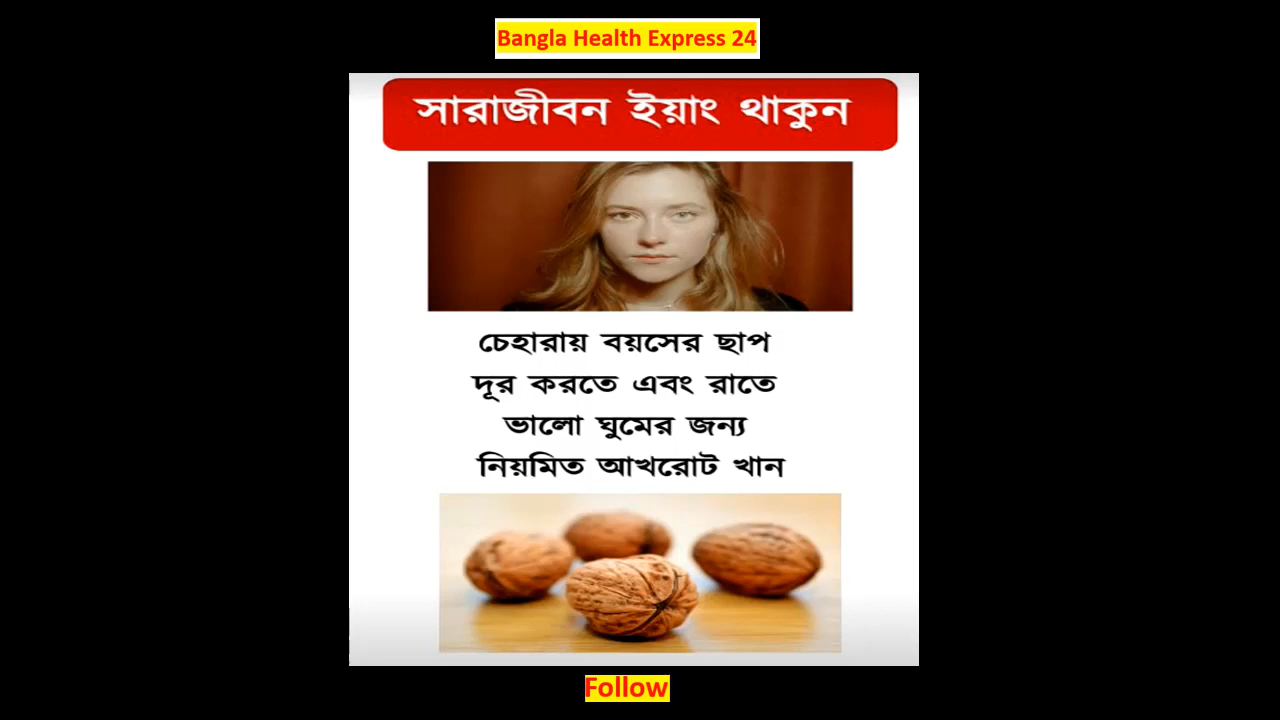 Bangla Health Express 24
সারাজীবন ইয়াং থাকুন
চেহারায় বয়সের ছাপ
দূর করতে এবং রাতে
ভালো ঘুমের জন্য
নিয়মিত আখরোট খান
Follow